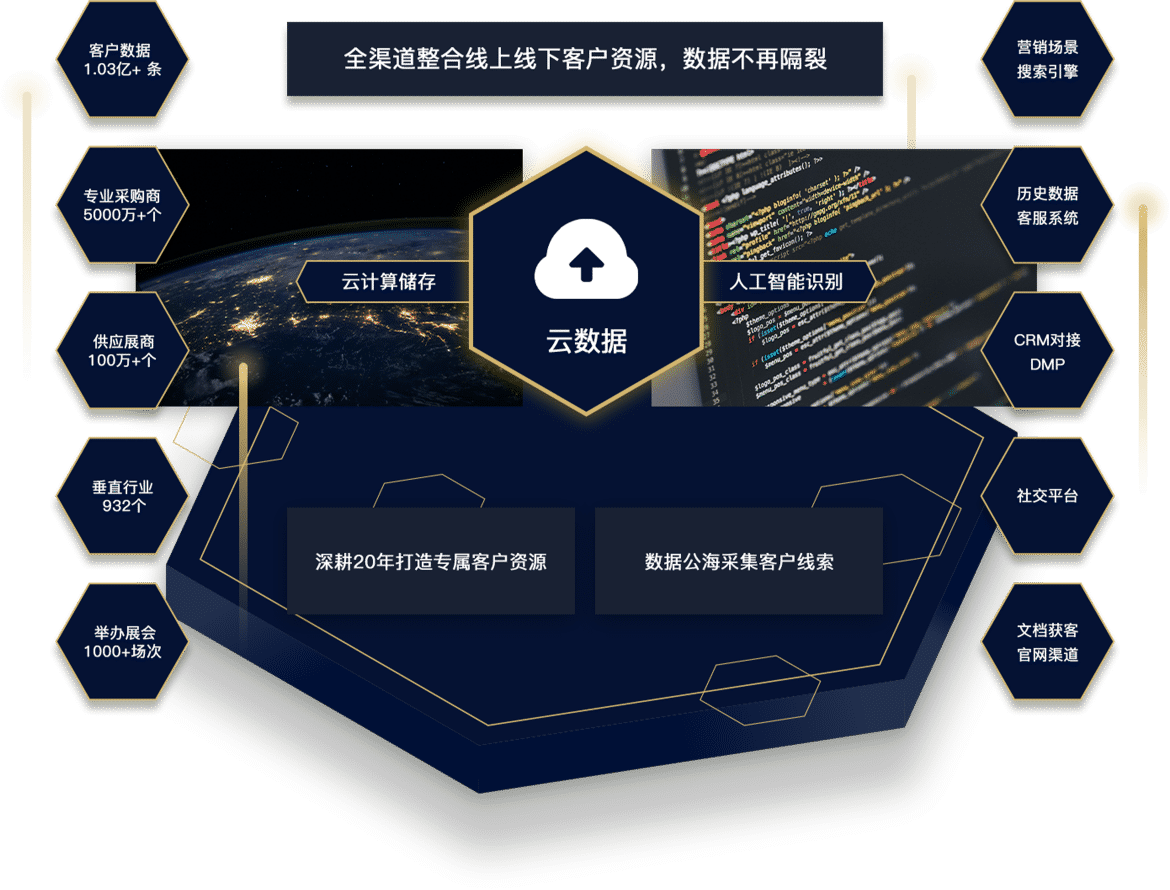 全渠道整合线上线下客户资源，数据不再隔裂
客户数据
1.03亿+ 条
专业采购商
5000万+个
供应展商
100万+个
垂直行业
932个
举办展会
1000+场次
云计算储存
云数据
人工智能识别
深耕20年打造专属客户资源
数据公海采集客户线索
营销场景
搜索引擎
历史数据
客服系统
CRM对接
DMP
社交平台
文档获客
官网渠道